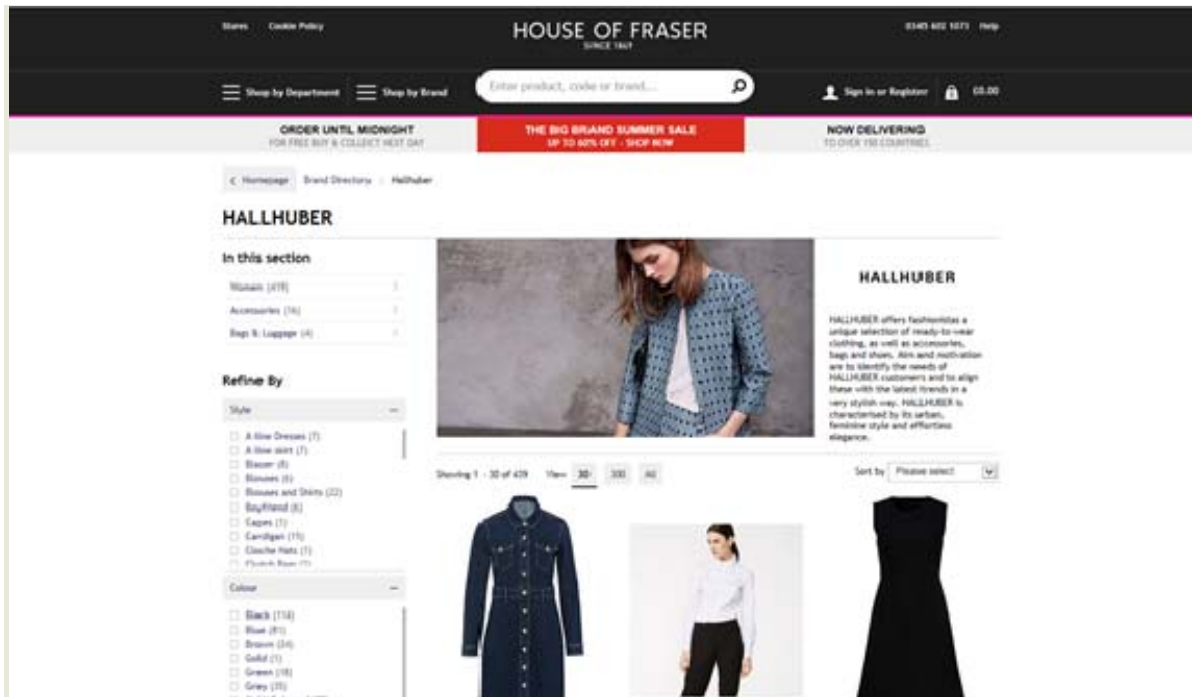 Stores Cookie Policy
HOUSE OF FRASER
SINCE 1849
0345 602 1073 Help
Shop by Department Shop by Brand
Enter product, code or brand...
Sign in or Register £0.00
ORDER UNTIL MIDNIGHT
FOR FREE BUY & COLLECT NEXT DAY
THE BIG BRAND SUMMER SALE
UP TO 60% OFF - SHOP NOW
NOW DELIVERING
TO OVER 150 COUNTRIES
< Homepage Brand Directory Hallhuber
HALLHUBER
In this section
Womens (419)
Accessories (16)
Bags & Luggage (4)
Refine By
Style
A line Dresses (7)
A line skirt (7)
Blazer (8)
Blouses (6)
Blouses and Shirts (22)
Boyfriend (6)
Capes (1)
Cardigan (15)
Cloche Hats (1)
Clutch Bags (1)
Colour
Black (114)
Blue (81)
Brown (24)
Gold (1)
Green (18)
Grey (35)
HALLHUBER
HALLHUBER offers fashionistas a
unique selection of ready-to-wear
clothing, as well as accessories,
bags and shoes. Aim and motivation
are to identify the needs of
HALLHUBER customers and to align
these with the latest trends in a
very stylish way. HALLHUBER is
characterised by its urban,
feminine style and effortless
elegance.
Showing 1 - 30 of 439 View 30 100 All
Sort by Please select